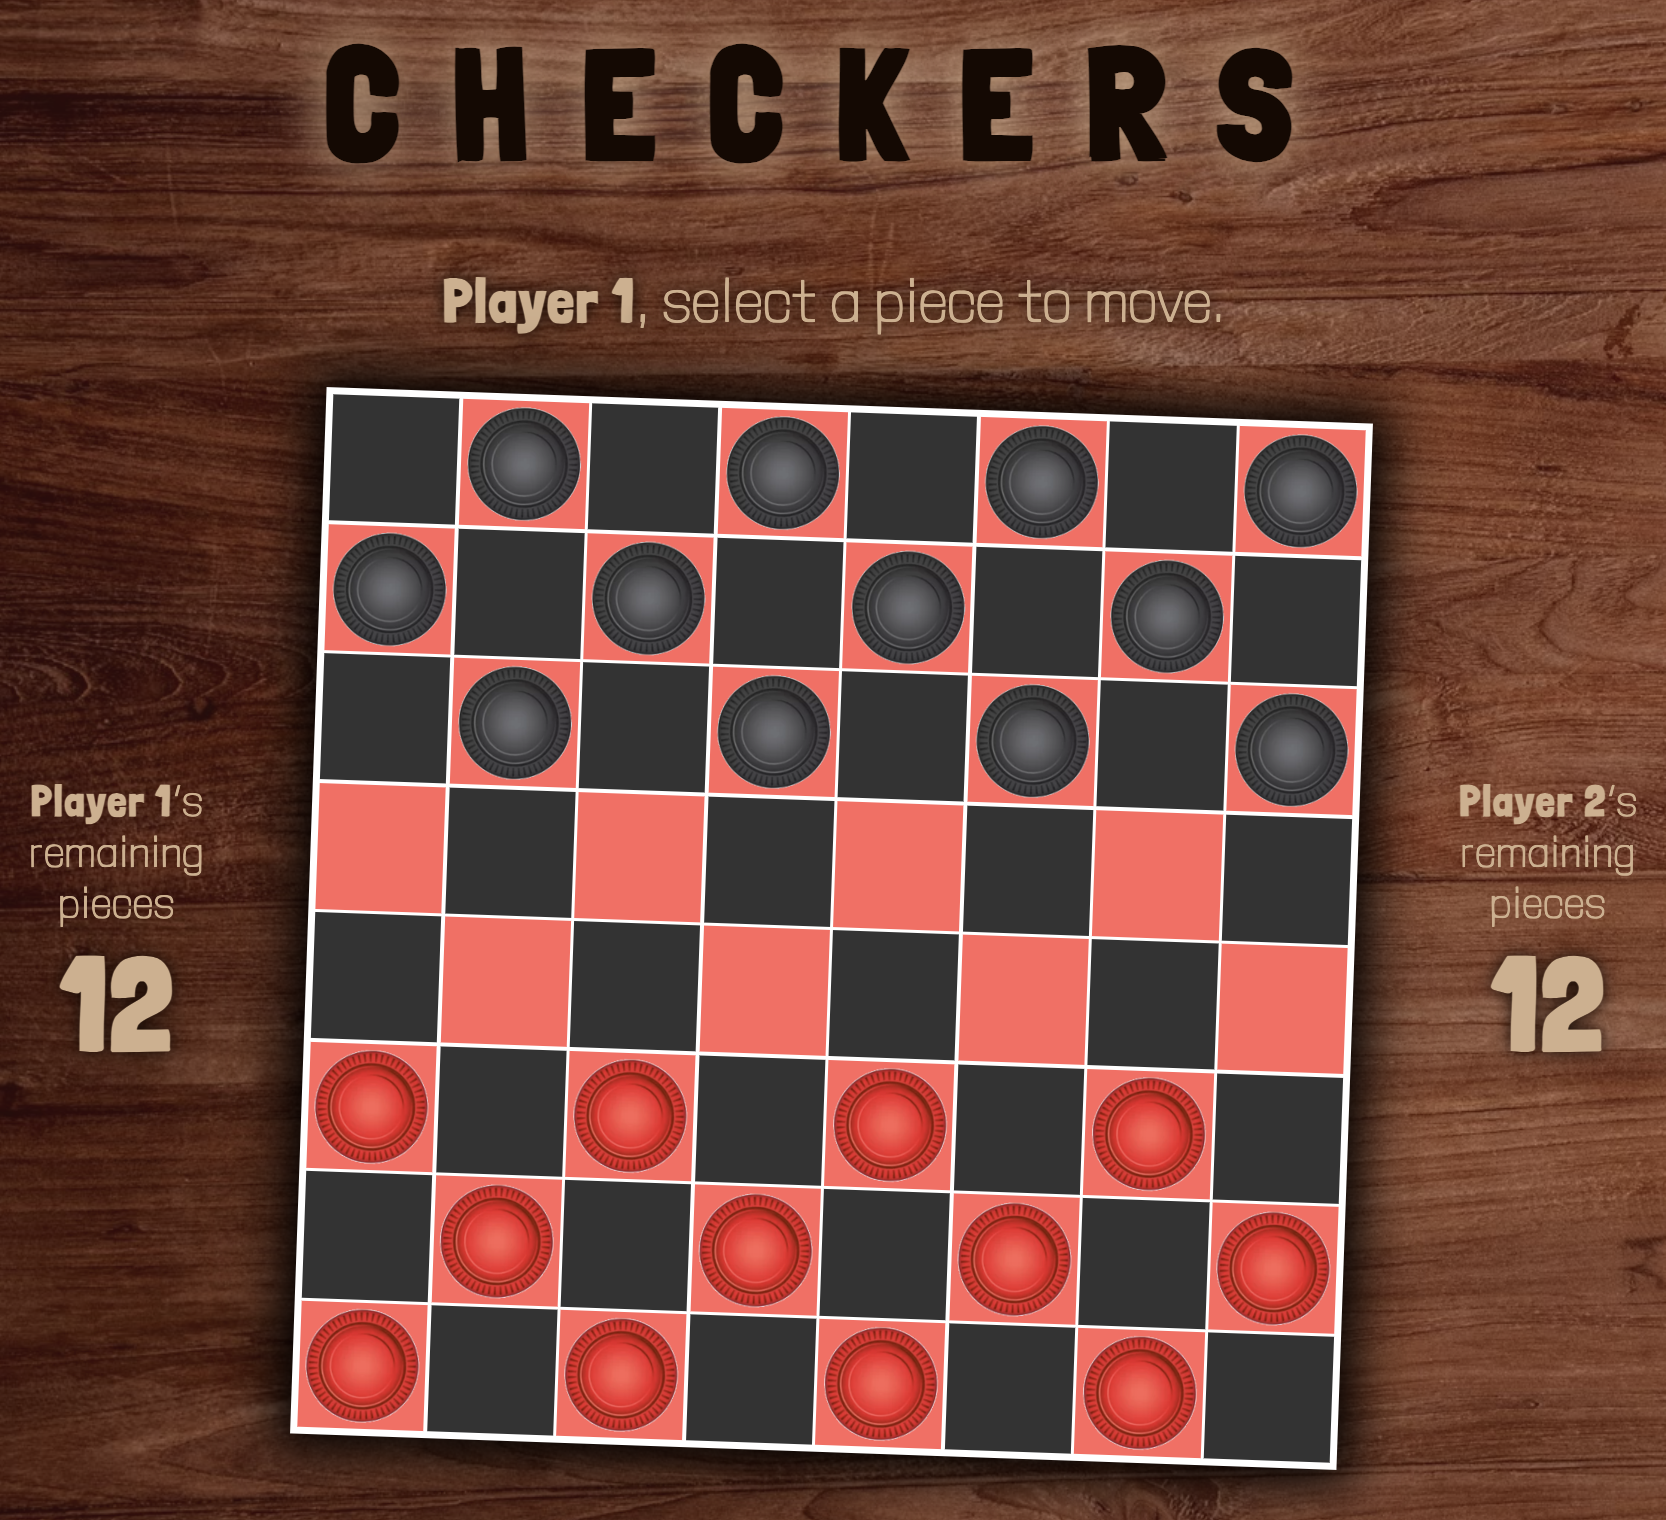 CHECKERS
Player 1, select a piece to move.
Player 1's
remaining
pieces
12
Player 2's
remaining
pieces
12